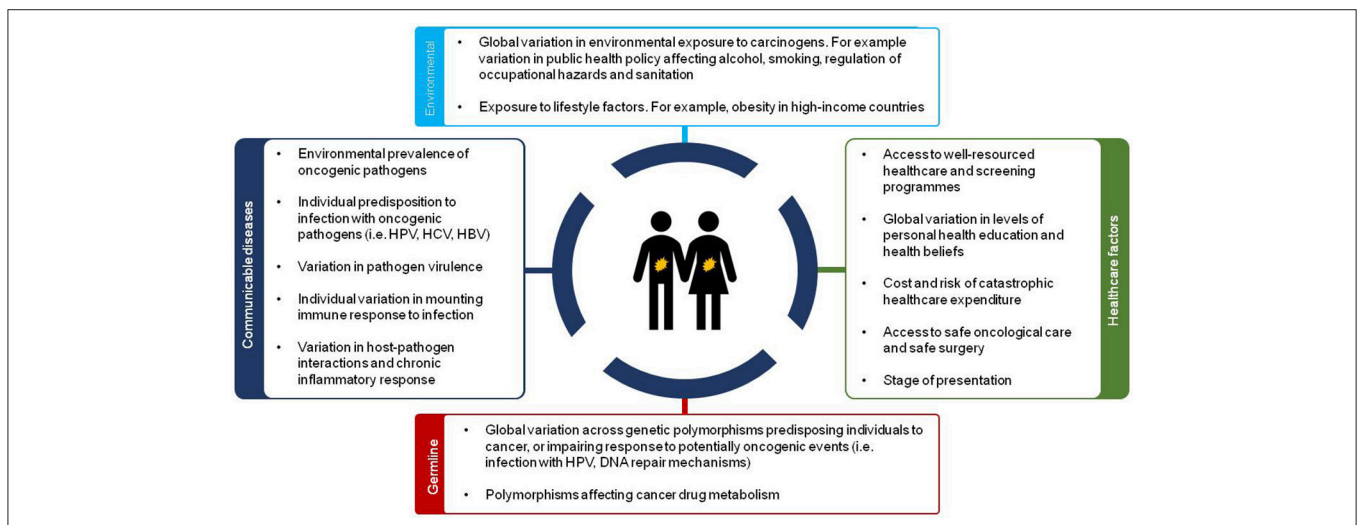 Environmental
• Global variation in environmental exposure to carcinogens. For example
variation in public health policy affecting alcohol, smoking, regulation of
occupational hazards and sanitation
• Exposure to lifestyle factors. For example, obesity in high-income countries
Communicable diseases
• Environmental prevalence of
oncogenic pathogens
• Individual predisposition to
infection with oncogenic
pathogens (i.e. HPV, HCV, HBV)
• Variation in pathogen virulence
• Individual variation in mounting
immune response to infection
• Variation in host-pathogen
interactions and chronic
inflammatory response
• Access to well-resourced
healthcare and screening
programmes
• Global variation in levels of
personal health education and
health beliefs
• Cost and risk of catastrophic
healthcare expenditure
• Access to safe oncological care
and safe surgery
• Stage of presentation
Healthcare factors
Germline
• Global variation across genetic polymorphisms predisposing individuals to
cancer, or impairing response to potentially oncogenic events (i.e.
infection with HPV, DNA repair mechanisms)
• Polymorphisms affecting cancer drug metabolism